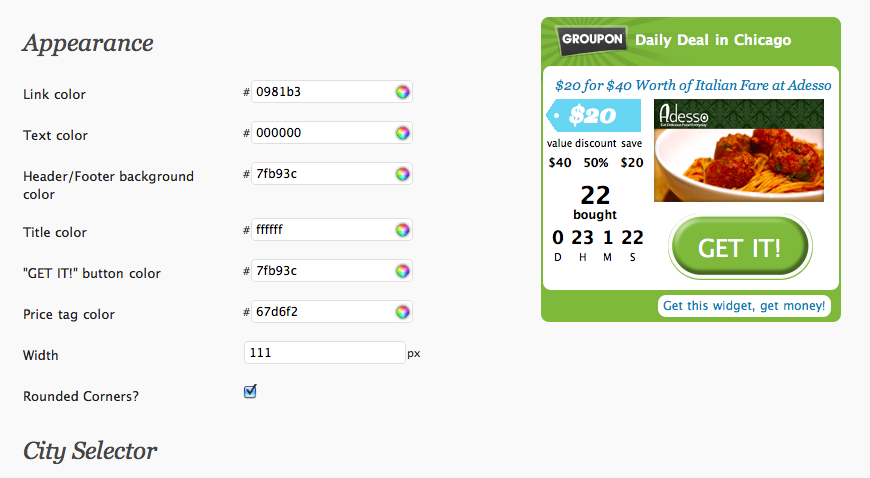 Appearance
Link color
# 0981b3
Text color
# 000000
Header/Footer background
color
# 7fb93c
Title color
# ffffff
"GET IT!" button color
# 7fb93c
Price tag color
# 67d6f2
Width
111 px
Rounded Corners?
City Selector
GROUPON Daily Deal in Chicago
$20 for $40 Worth of Italian Fare at Adesso
$20
value discount save
$40 50% $20
22
bought
0 23 1 22
D H M S
Adesso
GET IT!
Get this widget, get money!